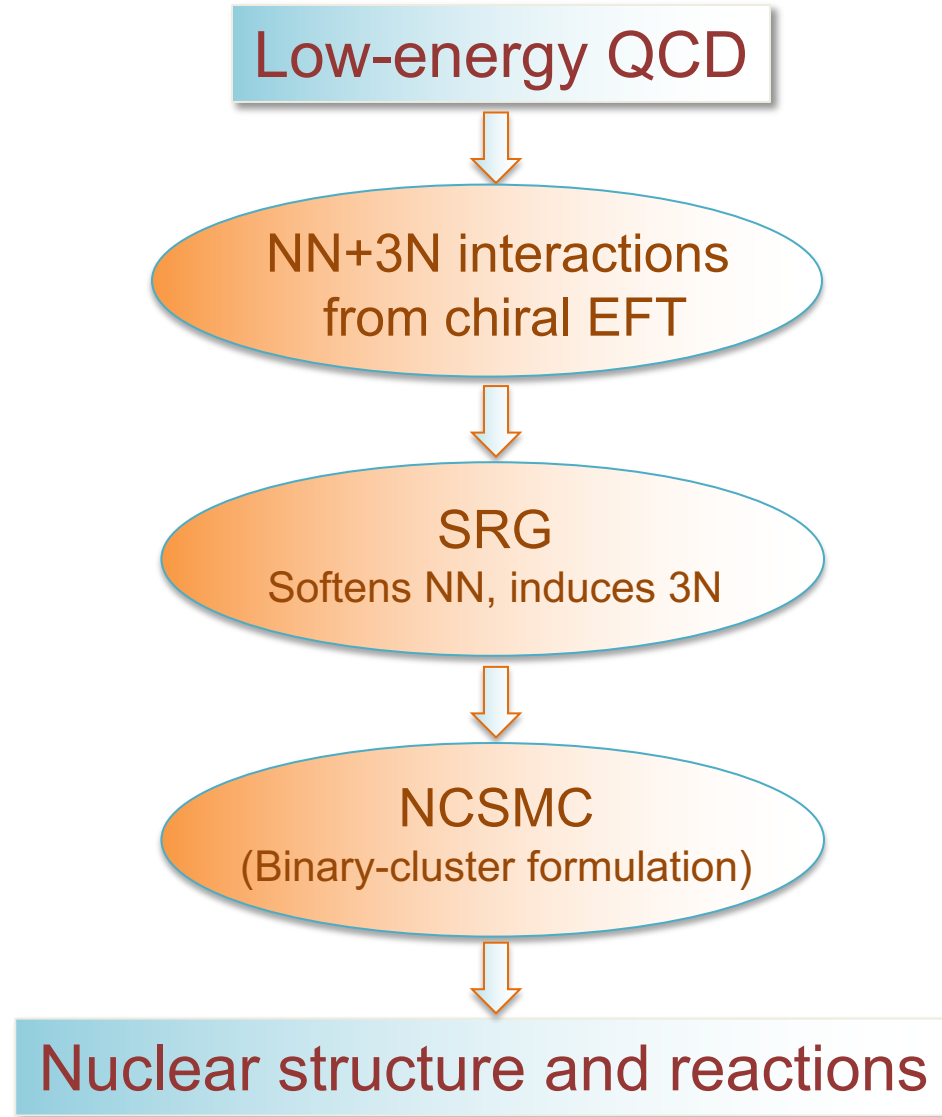 Low-energy QCD
NN+3N interactions
from chiral EFT
SRG
Softens NN, induces 3N
NCSMC
(Binary-cluster formulation)
Nuclear structure and reactions